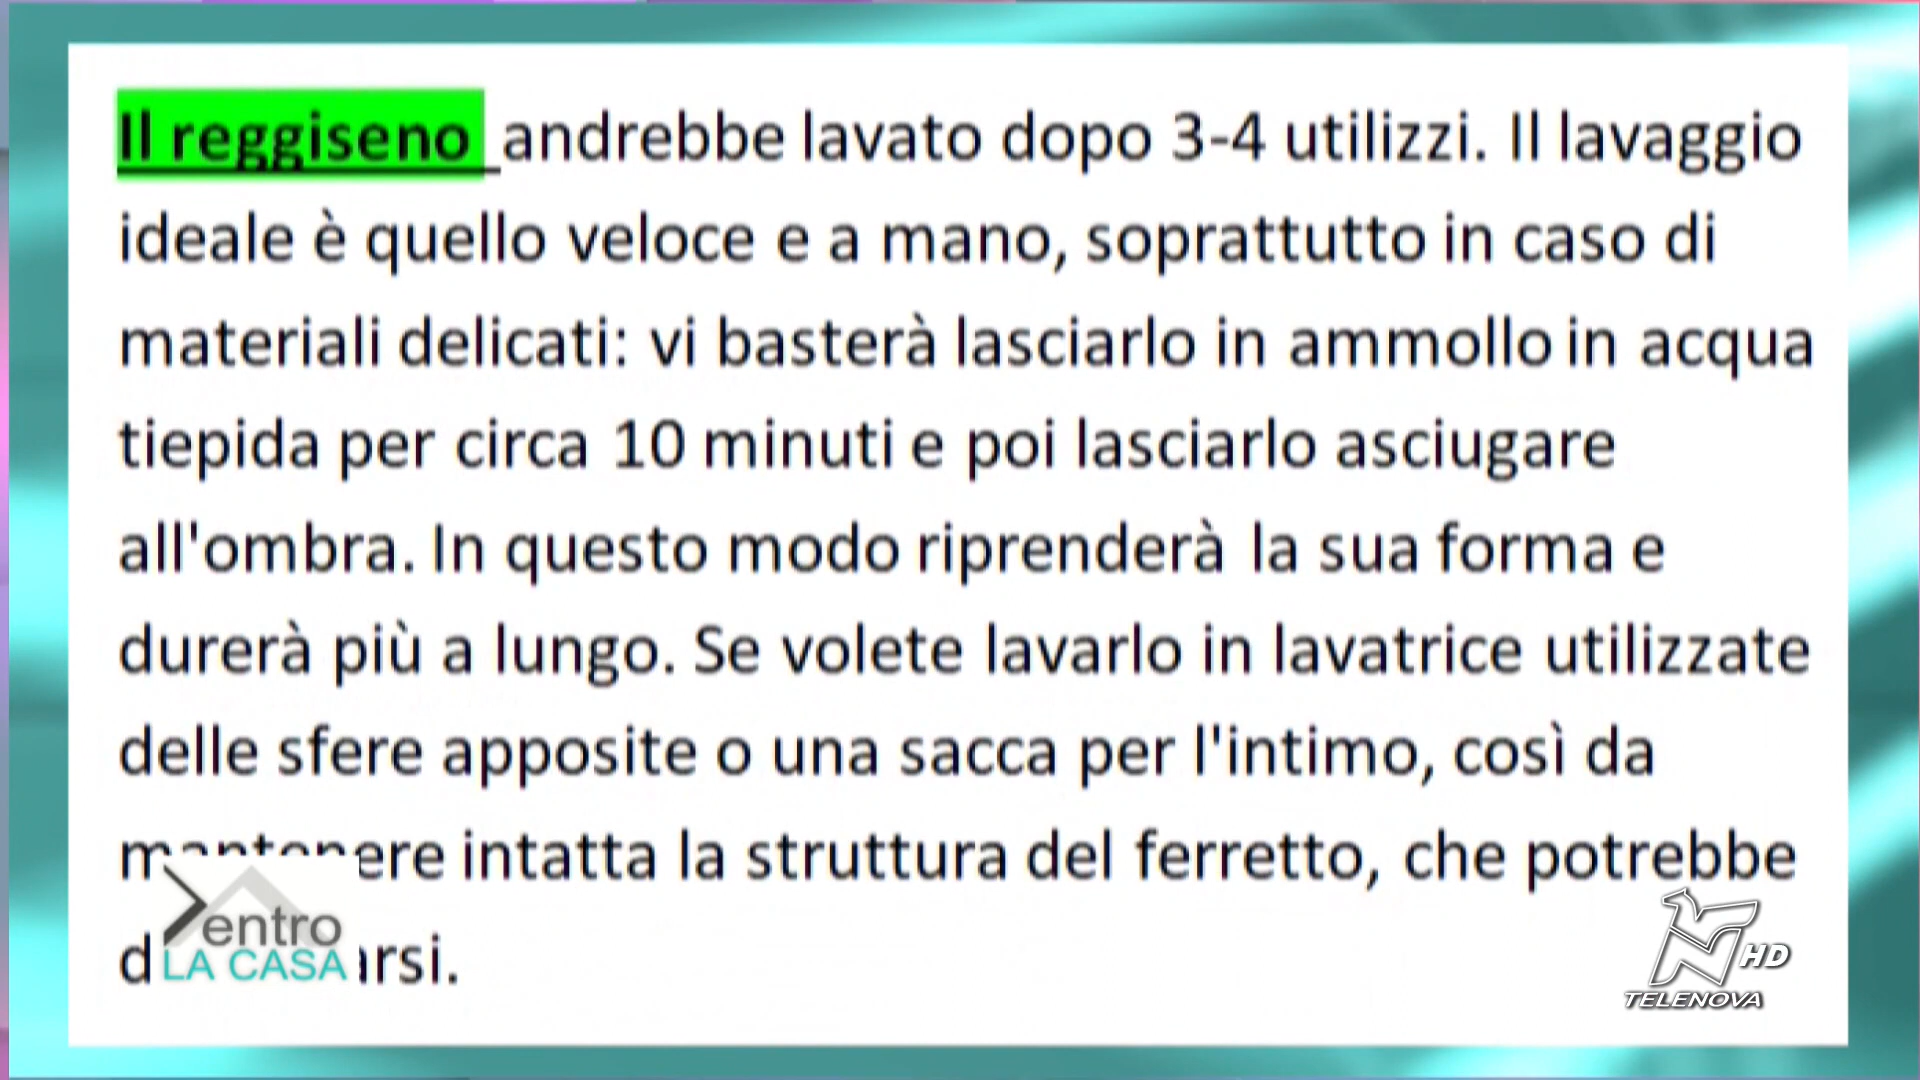 Il reggiseno andrebbe lavato dopo 3-4 utilizzi. Il lavaggio
ideale è quello veloce e a mano, soprattutto in caso di
materiali delicati: vi basterà lasciarlo in ammollo in acqua
tiepida per circa 10 minuti e poi lasciarlo asciugare
all'ombra. In questo modo riprenderà la sua forma e
durerà più a lungo. Se volete lavarlo in lavatrice utilizzate
delle sfere apposite o una sacca per l'intimo, così da
mantenere intatta la struttura del ferretto, che potrebbe
Dentro
LA CASA
HD
TELENOVA